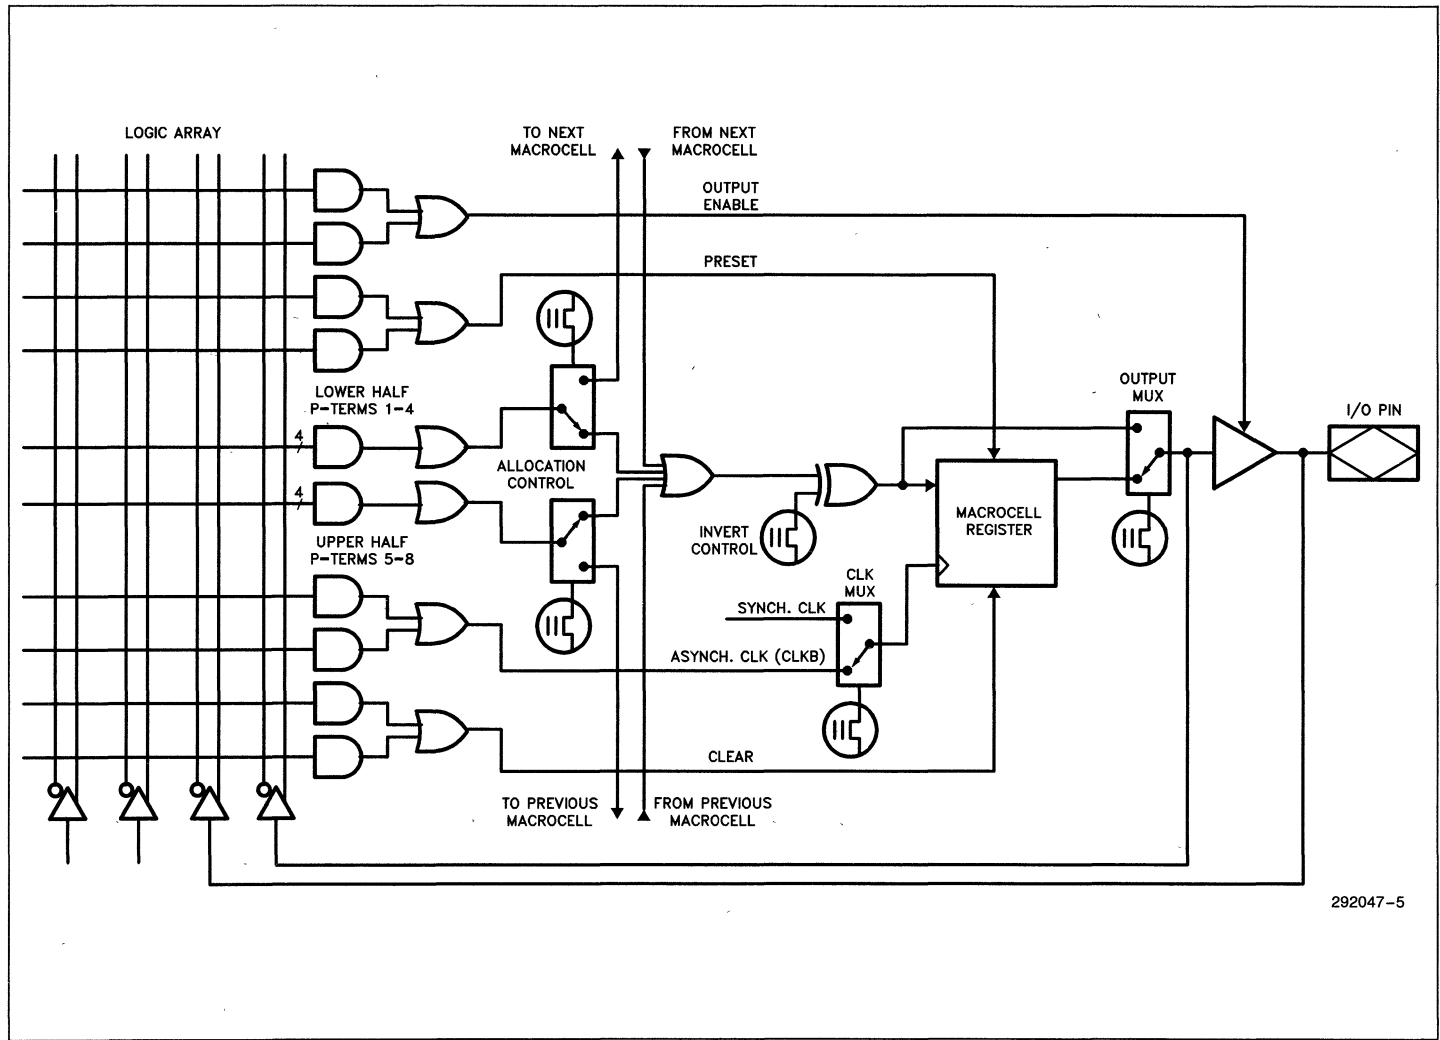 LOGIC ARRAY
TO NEXT
MACROCELL
FROM NEXT
MACROCELL
OUTPUT
ENABLE
PRESET
LOWER HALF
P-TERMS 1-4
4
4
UPPER HALF
P-TERMS 5-8
ALLOCATION
CONTROL
INVERT
CONTROL
MACROCELL
REGISTER
OUTPUT
MUX
I/O PIN
CLK
MUX
SYNCH. CLK
ASYNCH. CLK (CLKB)
CLEAR
TO PREVIOUS
MACROCELL
FROM PREVIOUS
MACROCELL
292047-5